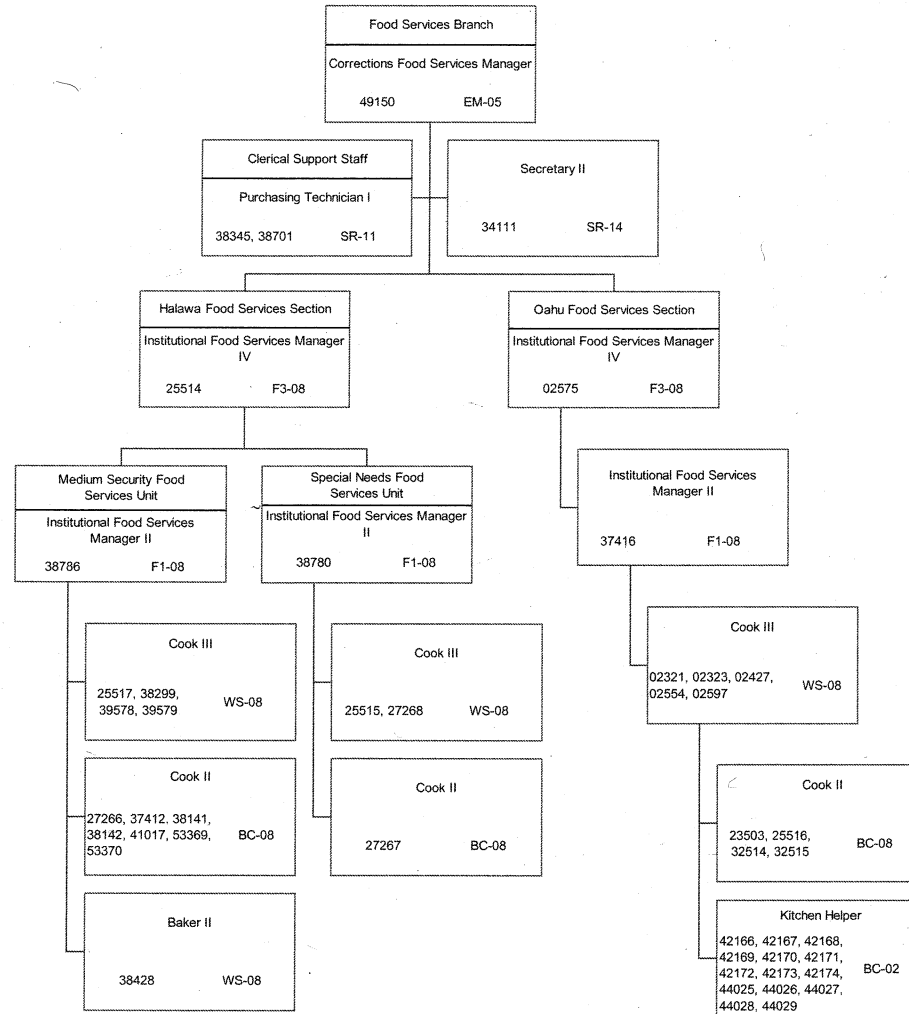 Food Services Branch
Corrections Food Services Manager
49150 EM-05
Clerical Support Staff
Purchasing Technician I
38345, 38701 SR-11
Secretary II
34111 SR-14
Halawa Food Services Section
Institutional Food Services Manager
IV
25514 F3-08
Oahu Food Services Section
Institutional Food Services Manager
IV
02575 F3-08
Medium Security Food
Services Unit
Institutional Food Services
Manager II
38786 F1-08
Special Needs Food
Services Unit
Institutional Food Services Manager
II
38780 F1-08
Institutional Food Services
Manager II
37416 F1-08
Cook III
25517, 38299,
39578, 39579
WS-08
Cook III
25515, 27268 WS-08
Cook III
02321, 02323, 02427,
02554, 02597
WS-08
Cook II
27266, 37412. 38141,
38142, 41017, 53369,
53370
BC-08
Cook II
27267 BC-08
Cook II
23503, 25516,
32514, 32515
BC-08
Baker II
38428 WS-08
Kitchen Helper
42166, 42167, 42168,
42169, 42170, 42171,
42172, 42173, 42174,
44025, 44026, 44027,
44028, 44029
BC-02